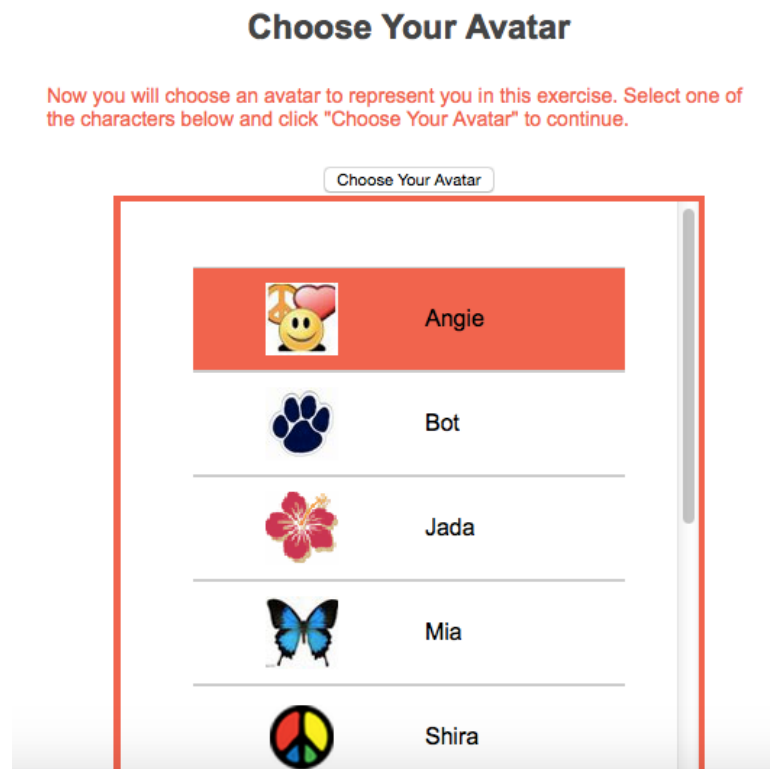 Choose Your Avatar
Now you will choose an avatar to represent you in this exercise. Select one of
the characters below and click "Choose Your Avatar" to continue.
Choose Your Avatar
Angie
Bot
Jada
Mia
Shira